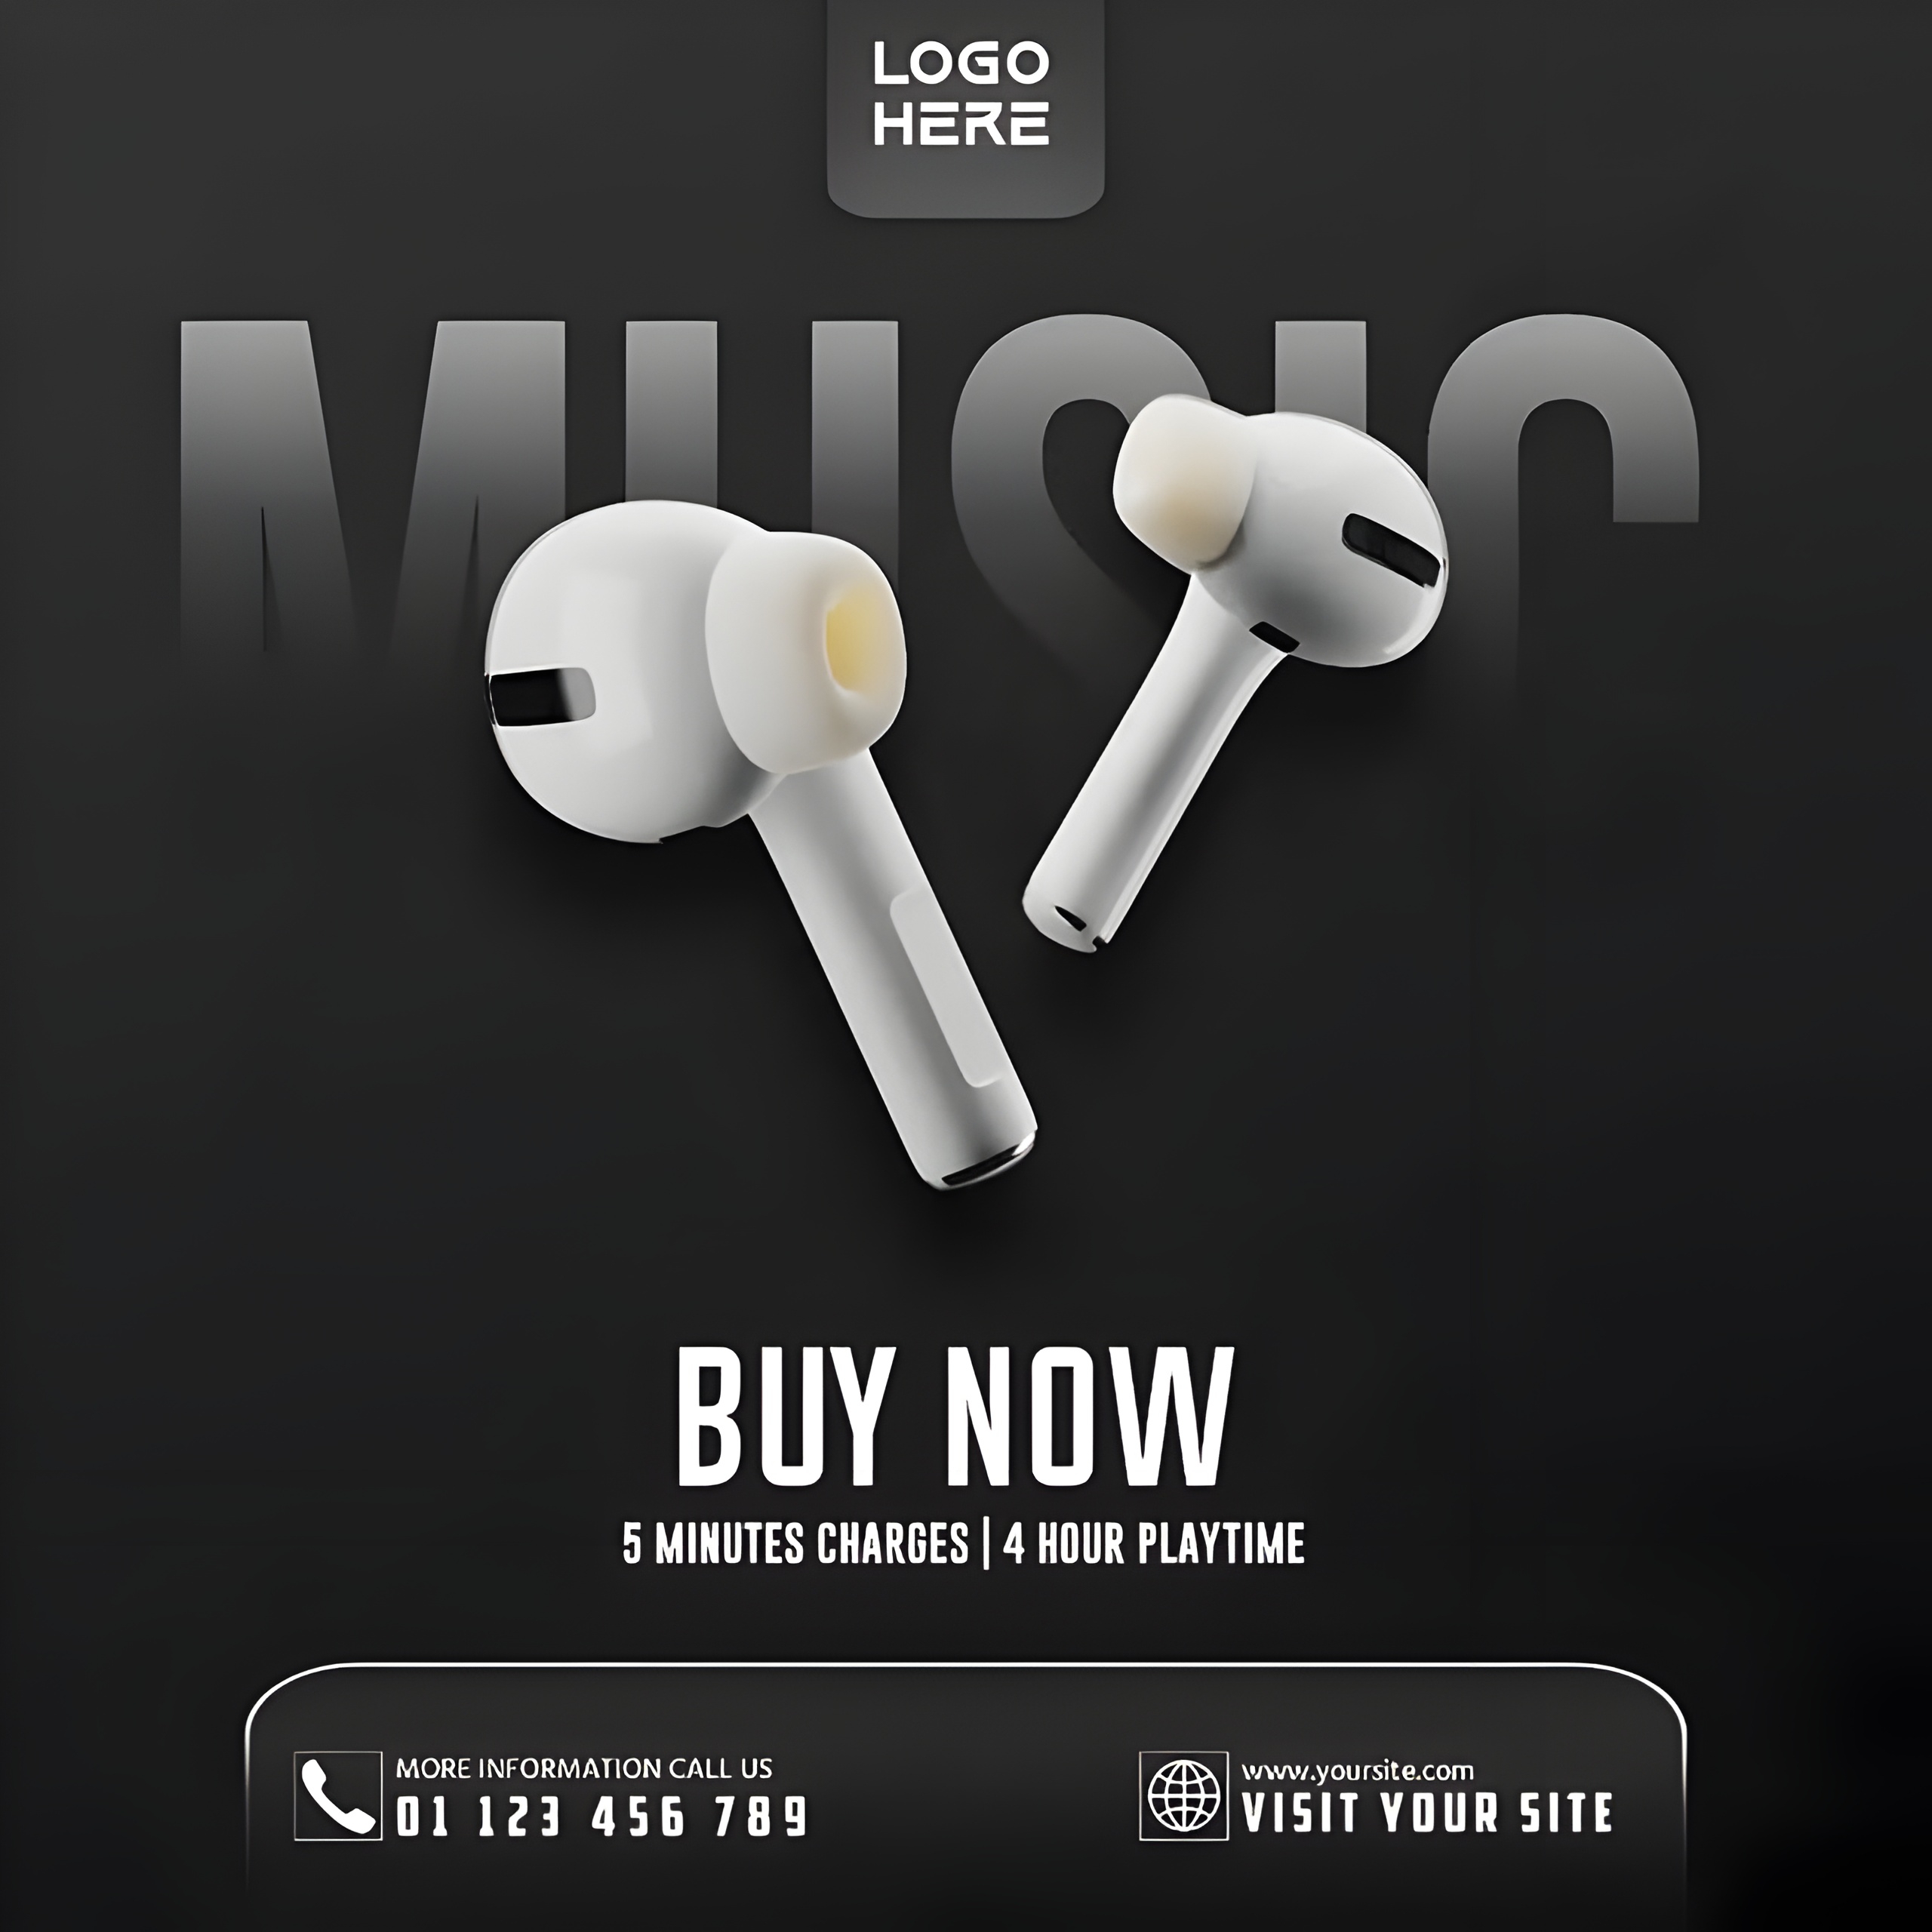 LOGO
HERE
MUSIC
BUY NOW
5 MINUTES CHARGES | 4 HOUR PLAYTIME
MORE INFORMATION CALL US
01 123 456 789
www.yoursite.com
VISIT YOUR SITE